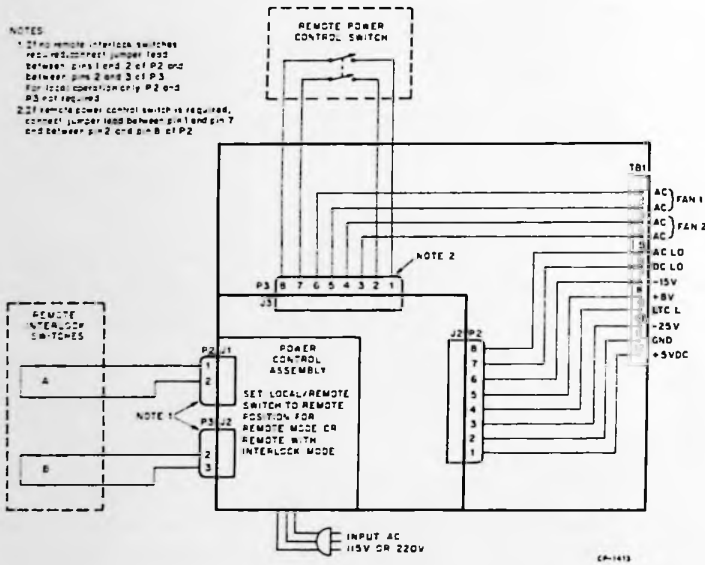 NOTES
1. If no remote interlock switches
required, connect jumper lead
between pins 1 and 2 of P2 and
between pins 2 and 3 of P3
For local operation only P2 and
P3 not required
2. If remote power control switch is required,
connect jumper lead between pin 1 and pin 7
and between pin 2 and pin 8 of P2
REMOTE POWER
CONTROL SWITCH
TB1
AC
AC
FAN 1
AC
AC
FAN 2
AC LO
DC LO
-15V
+8V
LTC L
-25V
GND
+5VDC
NOTE 2
P3 8 7 6 5 4 3 2 1
J3
REMOTE
INTERLOCK
SWITCHES
A
B
P2 J1
1
2
NOTE 1
P3 J2
2
3
POWER
CONTROL
ASSEMBLY
SET LOCAL/REMOTE
SWITCH TO REMOTE
POSITION FOR
REMOTE MODE OR
REMOTE WITH
INTERLOCK MODE
J2 P2
8
7
6
5
4
3
2
1
INPUT AC
115V OR 220V
CP-1413